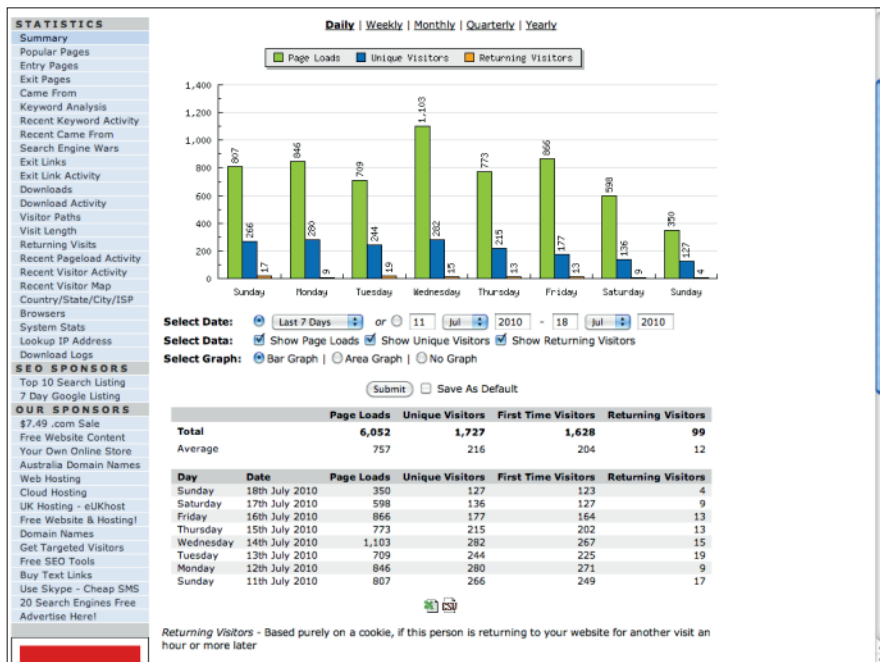 STATISTICS
Summary
Popular Pages
Entry Pages
Exit Pages
Came From
Keyword Analysis
Recent Keyword Activity
Recent Came From
Search Engine Wars
Exit Links
Exit Link Activity
Downloads
Download Activity
Visitor Paths
Visit Length
Returning Visits
Recent Pageload Activity
Recent Visitor Activity
Recent Visitor Map
Country/State/City/ISP
Browsers
System Stats
Lookup IP Address
Download Logs
SEO SPONSORS
Top 10 Search Listing
7 Day Google Listing
OUR SPONSORS
$7.49 .com Sale
Free Website Content
Your Own Online Store
Australia Domain Names
Web Hosting
Cloud Hosting
UK Hosting - eUKhost
Free Website & Hosting!
Domain Names
Get Targeted Visitors
Free SEO Tools
Buy Text Links
Use Skype - Cheap SMS
20 Search Engines Free
Advertise Here!
Daily | Weekly | Monthly | Quarterly | Yearly
Page Loads Unique Visitors Returning Visitors
1,400
1,200
1,000
800
600
400
200
0
807 266 17
846 280 9
709 244 19
1,103 282 15
773 215 13
866 177 13
598 136 9
350 127 4
Sunday Monday Tuesday Wednesday Thursday Friday Saturday Sunday
Select Date: Last 7 Days or 11 Jul 2010 - 18 Jul 2010
Select Data: Show Page Loads Show Unique Visitors Show Returning Visitors
Select Graph: Bar Graph | Area Graph | No Graph
Submit Save As Default
Page Loads Unique Visitors First Time Visitors Returning Visitors
Total 6,052 1,727 1,628 99
Average 757 216 204 12
Day Date Page Loads Unique Visitors First Time Visitors Returning Visitors
Sunday 18th July 2010 350 127 123 4
Saturday 17th July 2010 598 136 127 9
Friday 16th July 2010 866 177 164 13
Thursday 15th July 2010 773 215 202 13
Wednesday 14th July 2010 1,103 282 267 15
Tuesday 13th July 2010 709 244 225 19
Monday 12th July 2010 846 280 271 9
Sunday 11th July 2010 807 266 249 17
CSV
Returning Visitors - Based purely on a cookie, if this person is returning to your website for another visit an
hour or more later